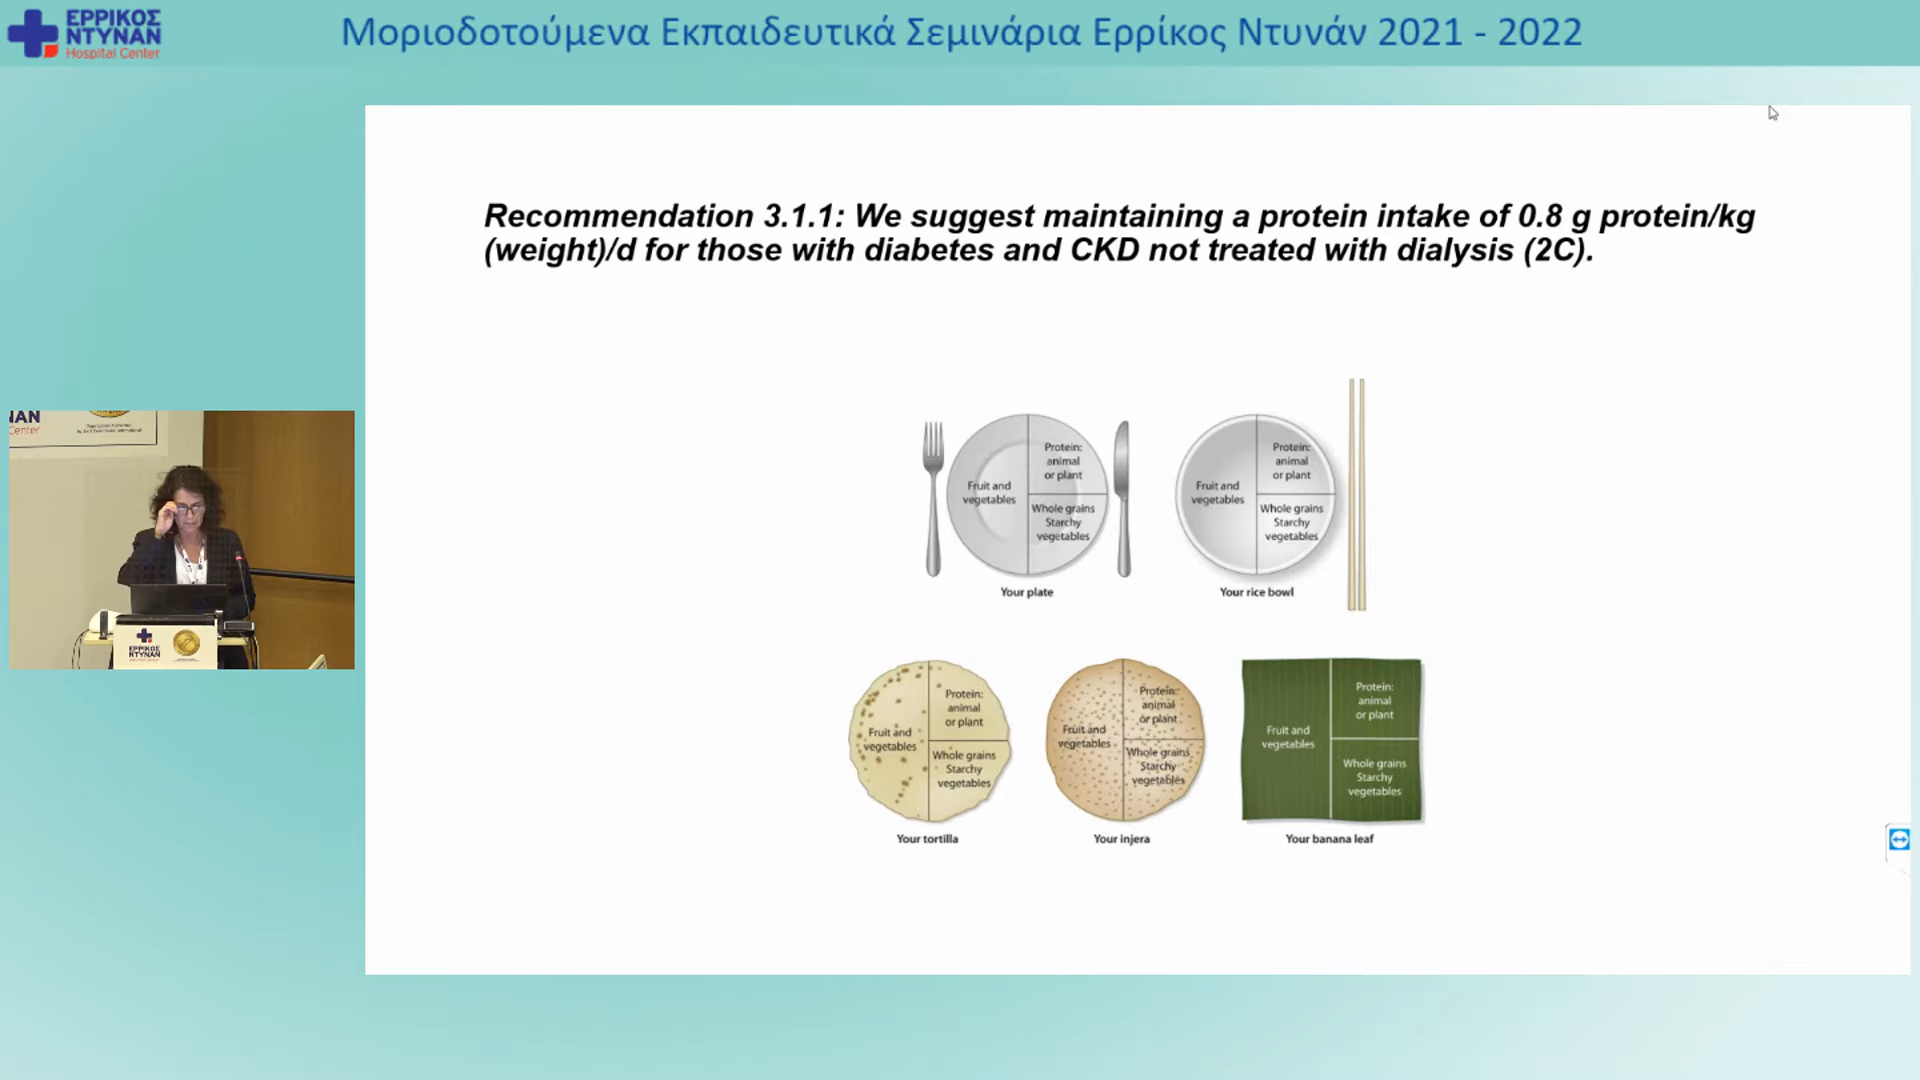 ΕΡΡΙΚΟΣ
ΝΤΥΝΑΝ
Hospital Center
Μοριοδοτούμενα Εκπαιδευτικά Σεμινάρια Ερρίκος Ντυνάν 2021 - 2022
Recommendation 3.1.1: We suggest maintaining a protein intake of 0.8 g protein/kg
(weight)/d for those with diabetes and CKD not treated with dialysis (2C).
Fruit and
vegetables
Protein:
animal
or plant
Whole grains
Starchy
vegetables
Your plate
Fruit and
vegetables
Protein:
animal
or plant
Whole grains
Starchy
vegetables
Your rice bowl
Fruit and
vegetables
Protein:
animal
or plant
Whole grains
Starchy
vegetables
Your tortilla
Fruit and
vegetables
Protein:
animal
or plant
Whole grains
Starchy
vegetables
Your injera
Fruit and
vegetables
Protein:
animal
or plant
Whole grains
Starchy
vegetables
Your banana leaf
ΝΑΝ
Center
ΕΡΡΙΚΟΣ
ΝΤΥΝΑΝ